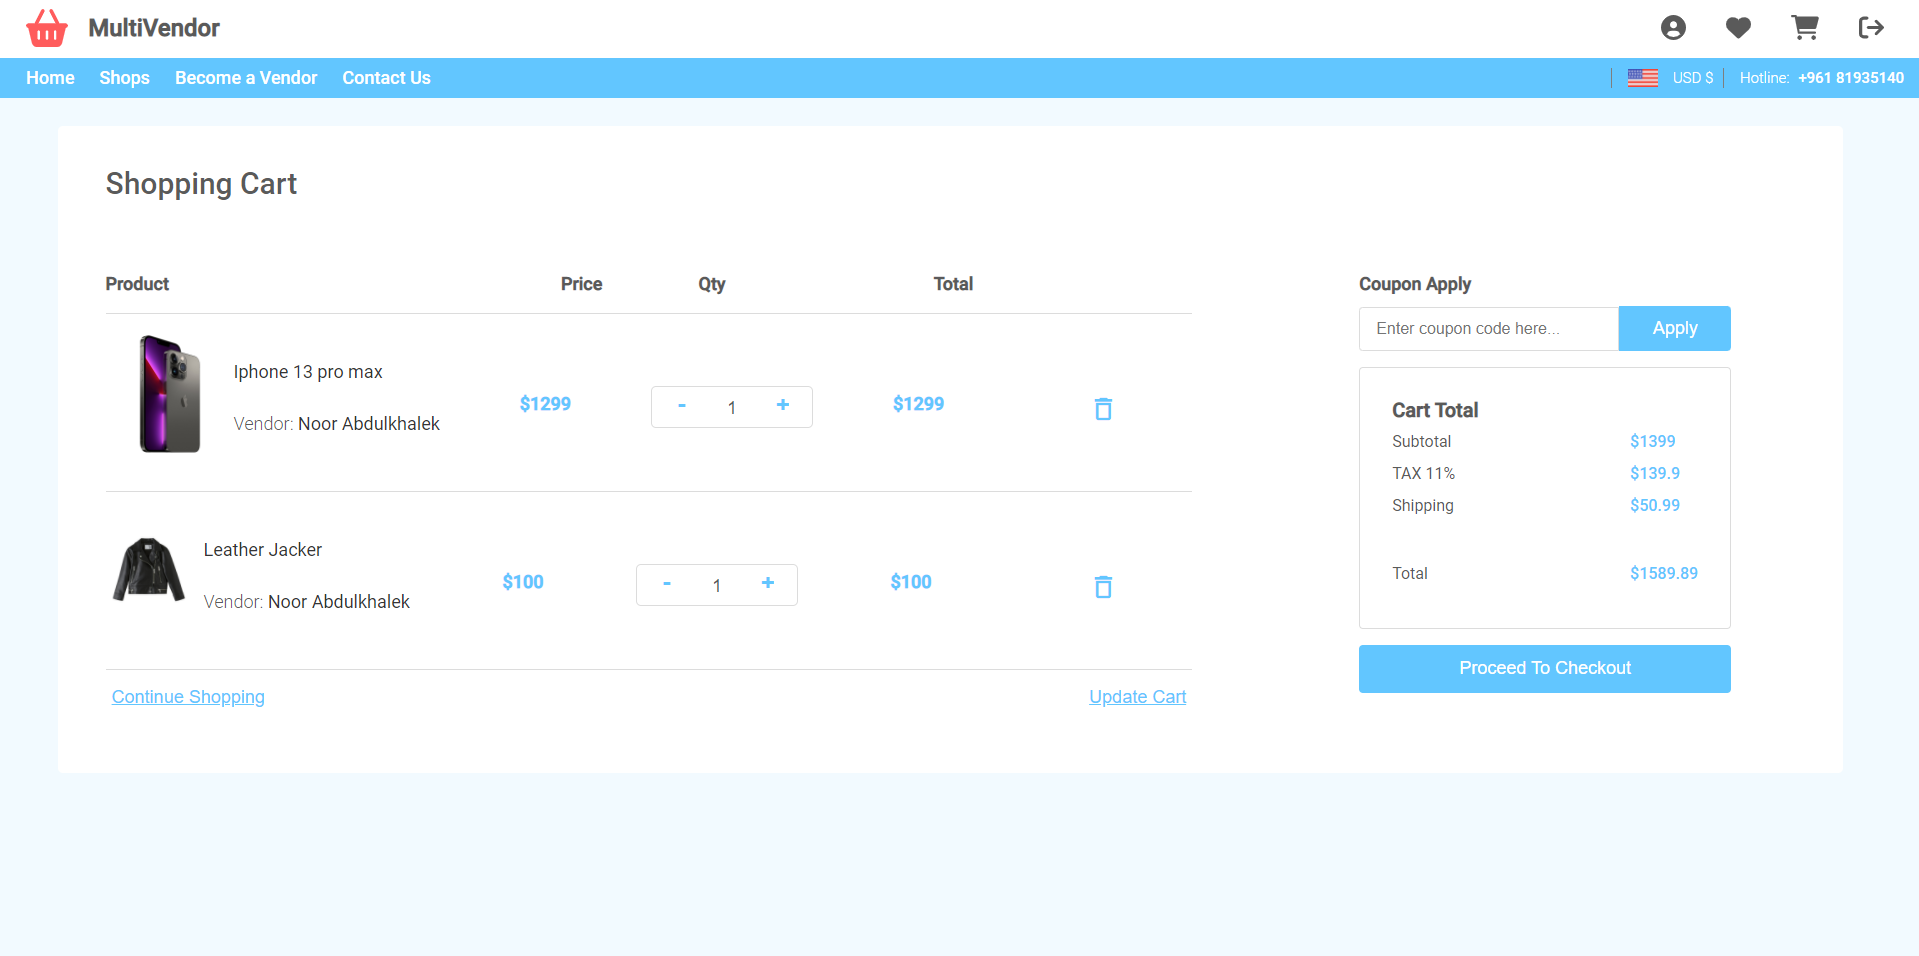 MultiVendor
Home Shops Become a Vendor Contact Us USD $ Hotline: +961 81935140
Shopping Cart
Product Price Qty Total
Iphone 13 pro max
Vendor: Noor Abdulkhalek
$1299 - 1 + $1299
Leather Jacker
Vendor: Noor Abdulkhalek
$100 - 1 + $100
Continue Shopping Update Cart
Coupon Apply
Enter coupon code here... Apply
Cart Total
Subtotal $1399
TAX 11% $139.9
Shipping $50.99
Total $1589.89
Proceed To Checkout